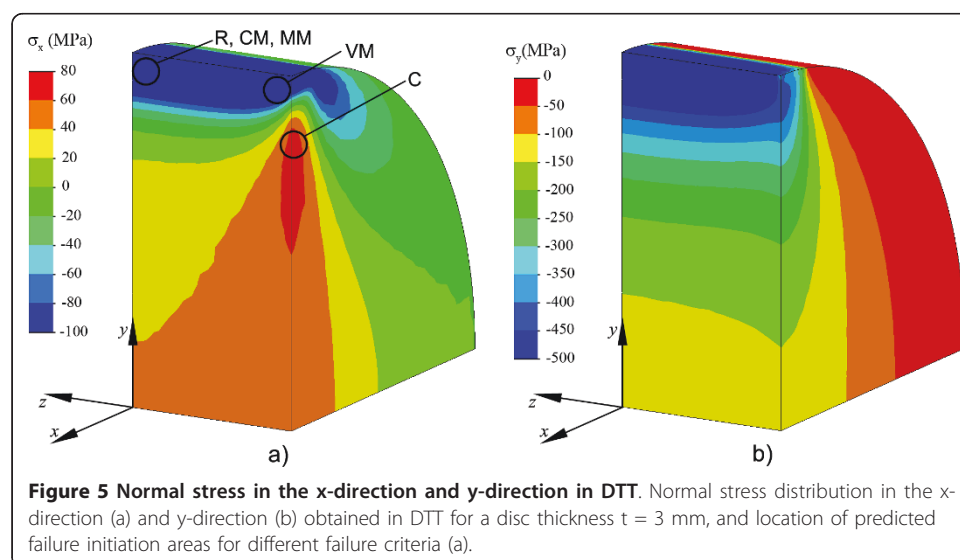 σx (MPa)
80
60
40
20
0
-20
-40
-60
-80
-100
R, CM, MM
VM
C
y
z
x
a)
σy(MPa)
0
-50
-100
-150
-200
-250
-300
-350
-400
-450
-500
y
z
x
b)
Figure 5 Normal stress in the x-direction and y-direction in DTT. Normal stress distribution in the x-
direction (a) and y-direction (b) obtained in DTT for a disc thickness t = 3 mm, and location of predicted
failure initiation areas for different failure criteria (a).